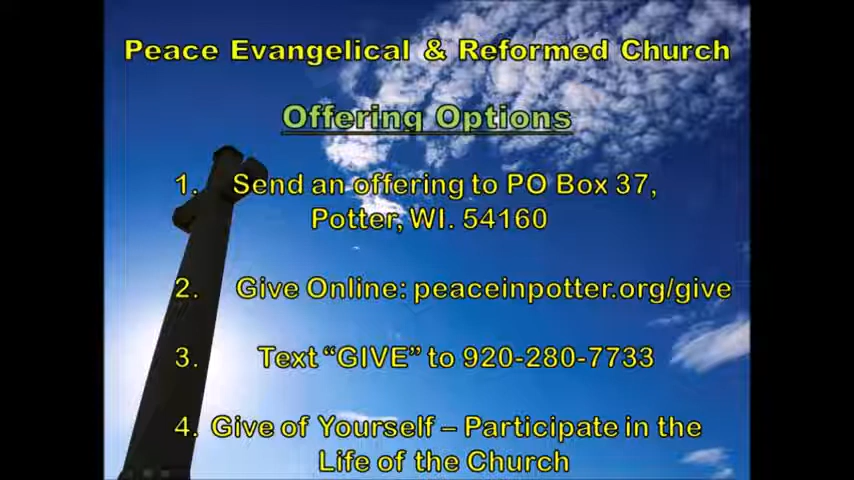 Peace Evangelical & Reformed Church
Offering Options
1. Send an offering to PO Box 37,
Potter, WI. 54160
2. Give Online: peaceinpotter.org/give
3. Text “GIVE” to 920-280-7733
4. Give of Yourself – Participate in the
Life of the Church